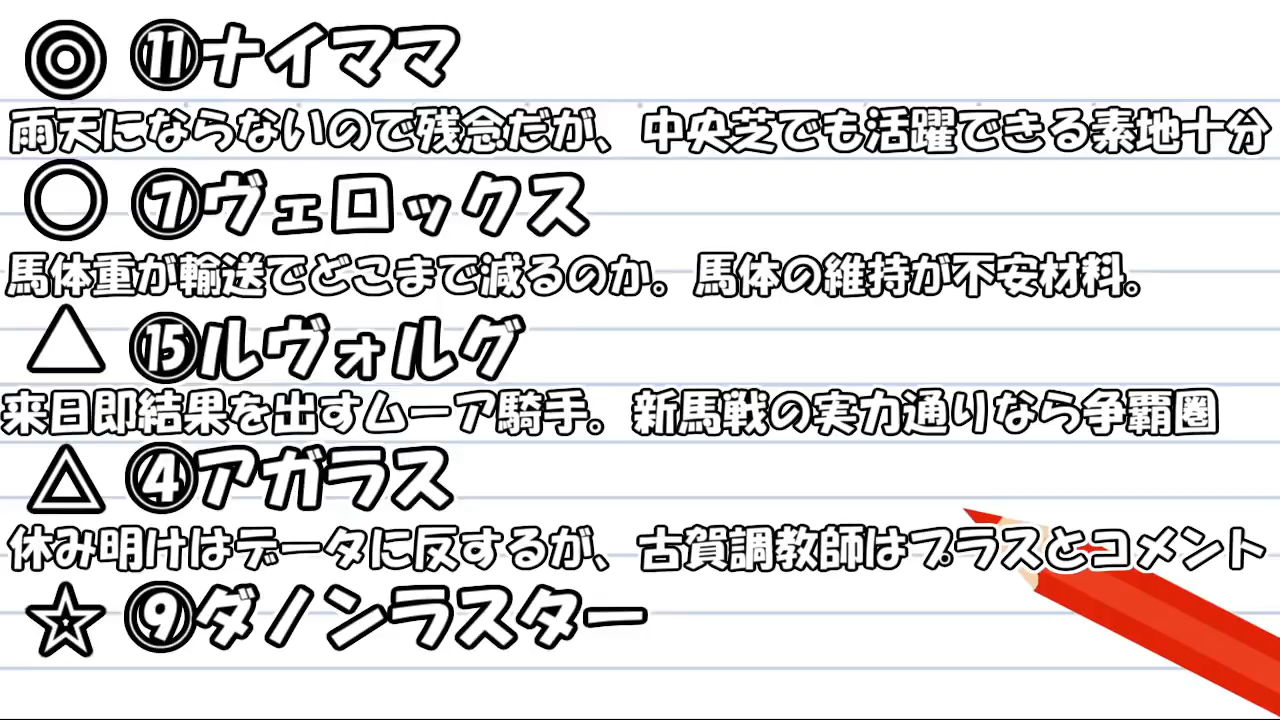 ◎ ⑪ナイママ
雨天にならないので残念だが、中央芝でも活躍できる素地十分
○ ⑦ヴェロックス
馬体重が輸送でどこまで減るのか。馬体の維持が不安材料。
△ ⑮ルヴォルグ
来日即結果を出すムーア騎手。新馬戦の実力通りなら争覇圏
△ ④アガラス
休み明けはデータに反するが、古賀調教師はプラスとコメント
☆ ⑨ダノンラスター